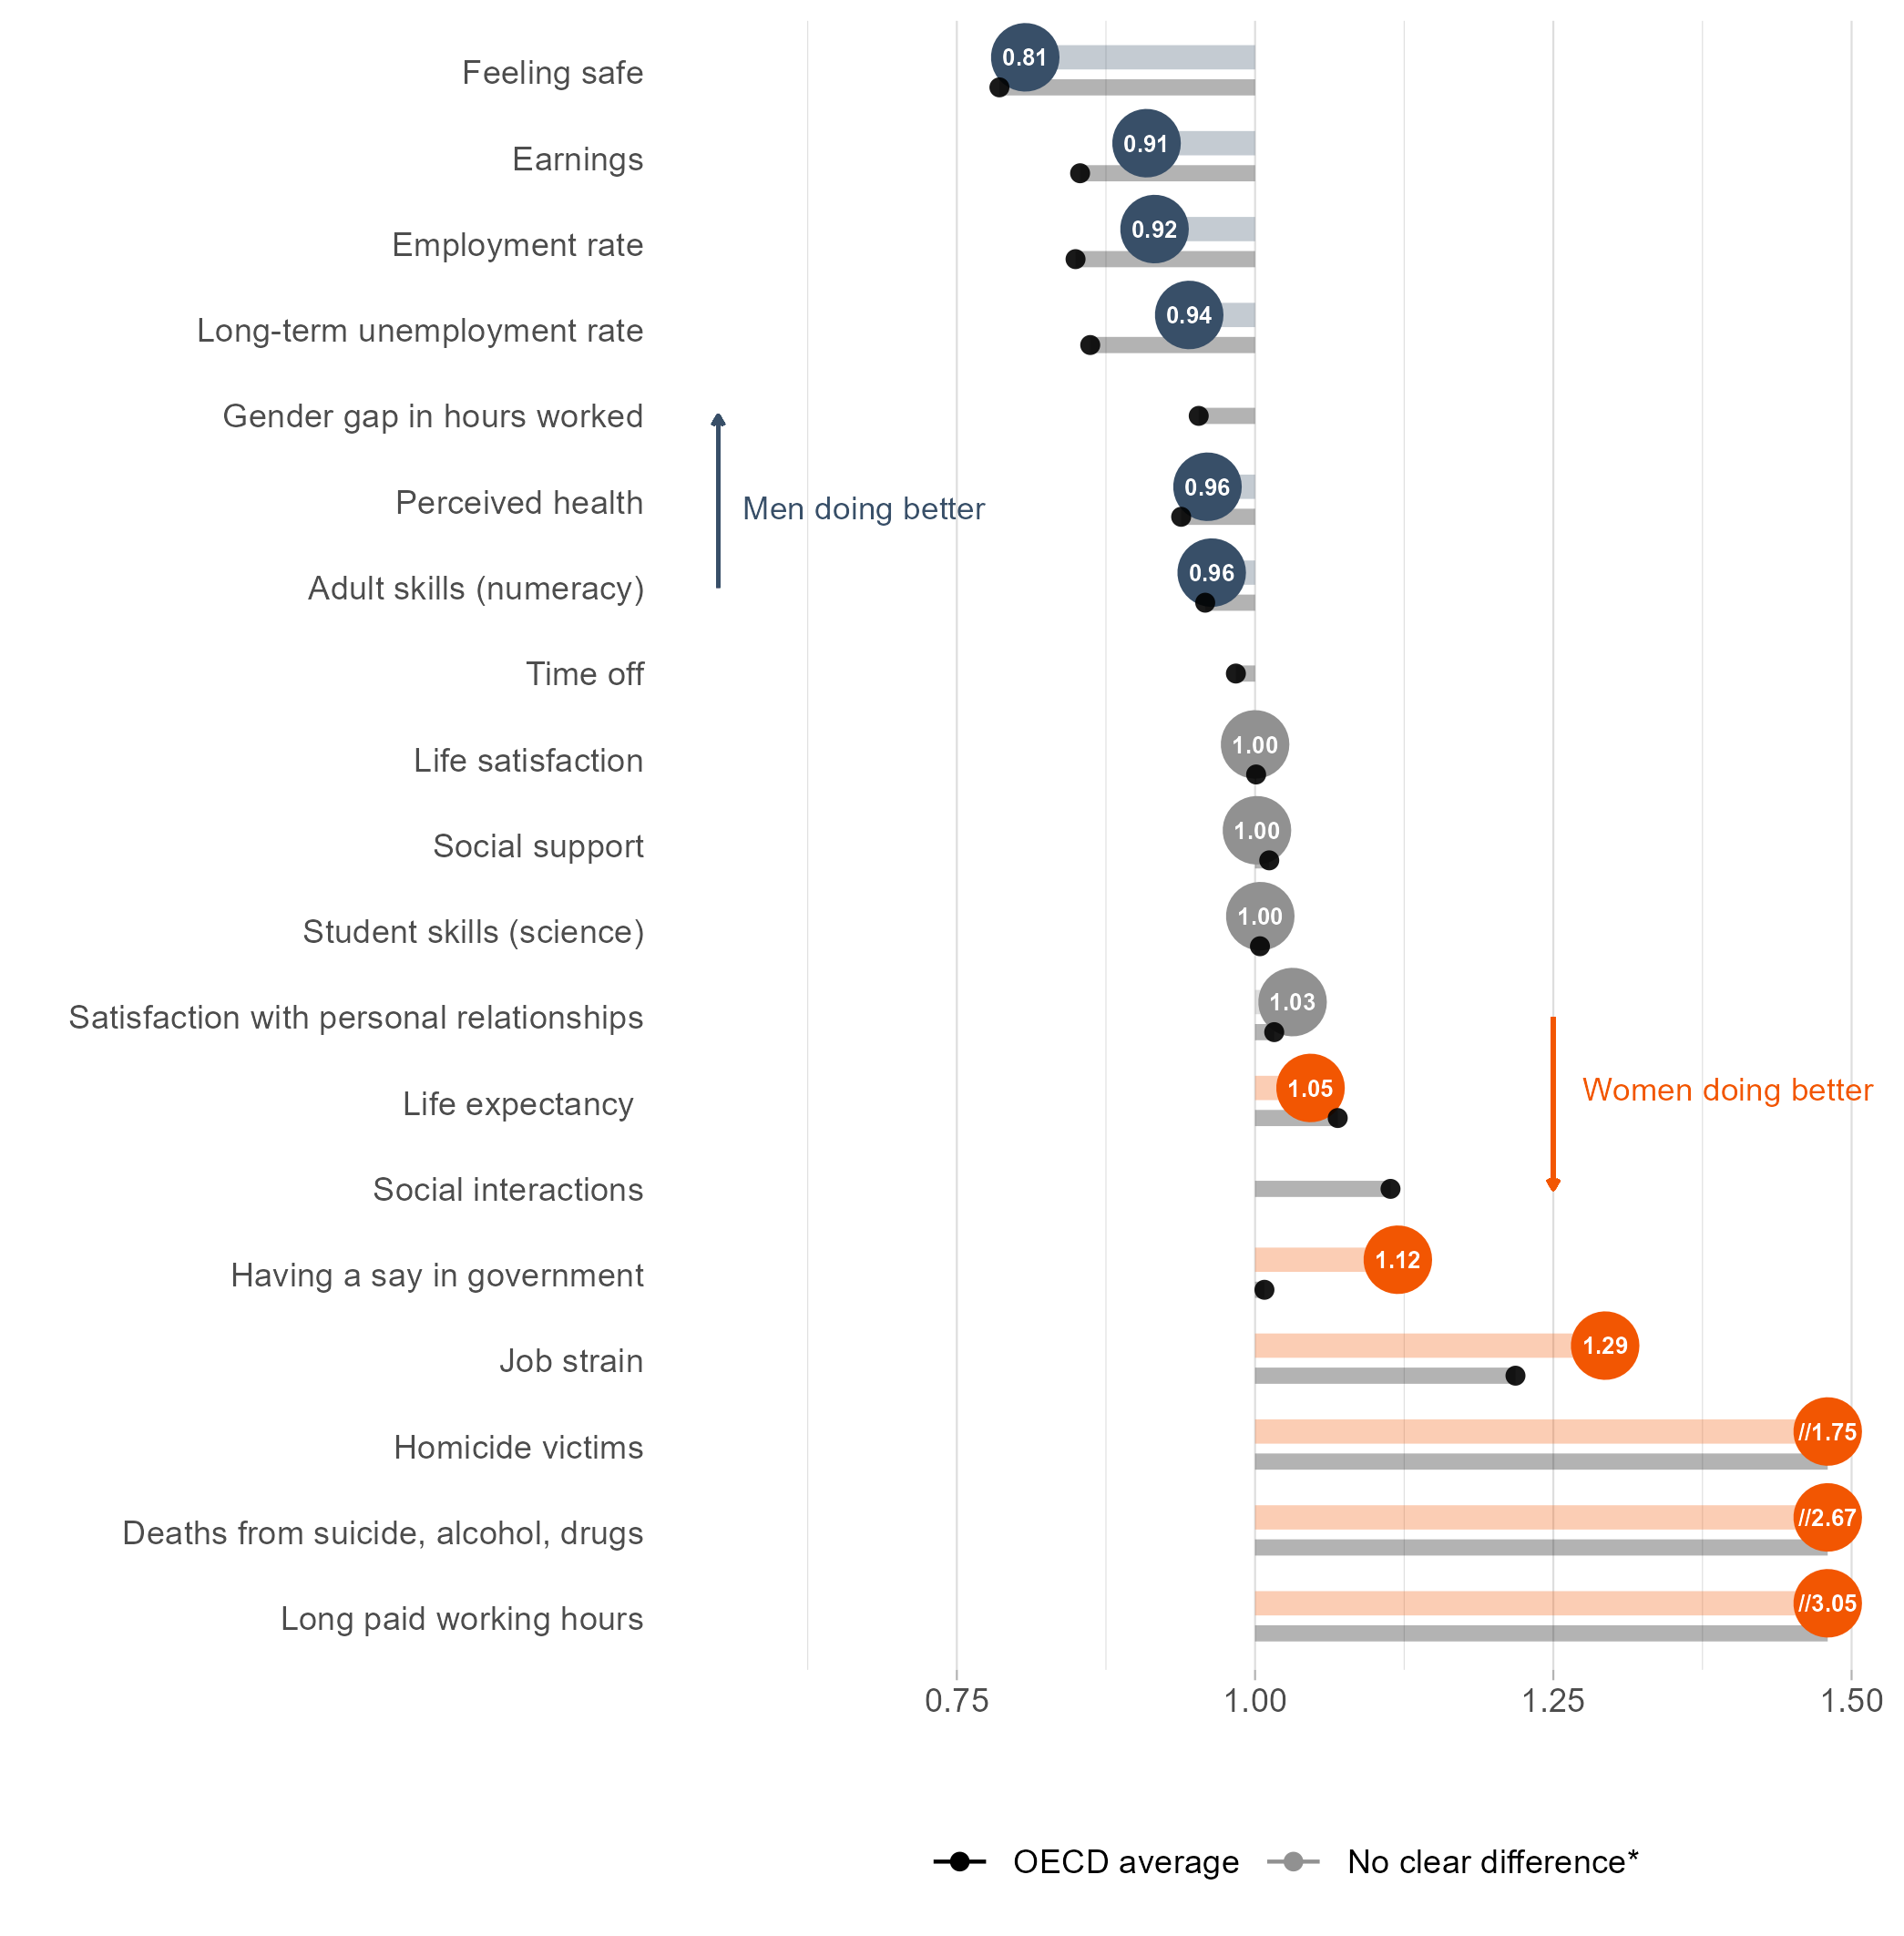 Feeling safe
0.81
Earnings
0.91
Employment rate
0.92
Long-term unemployment rate
0.94
Gender gap in hours worked
Perceived health
0.96
Men doing better
Adult skills (numeracy)
0.96
Time off
Life satisfaction
1.00
Social support
1.00
Student skills (science)
1.00
Satisfaction with personal relationships
1.03
Life expectancy
1.05
Women doing better
Social interactions
Having a say in government
1.12
Job strain
1.29
Homicide victims
//1.75
Deaths from suicide, alcohol, drugs
//2.67
Long paid working hours
//3.05
0.75 1.00 1.25 1.50
OECD average No clear difference*